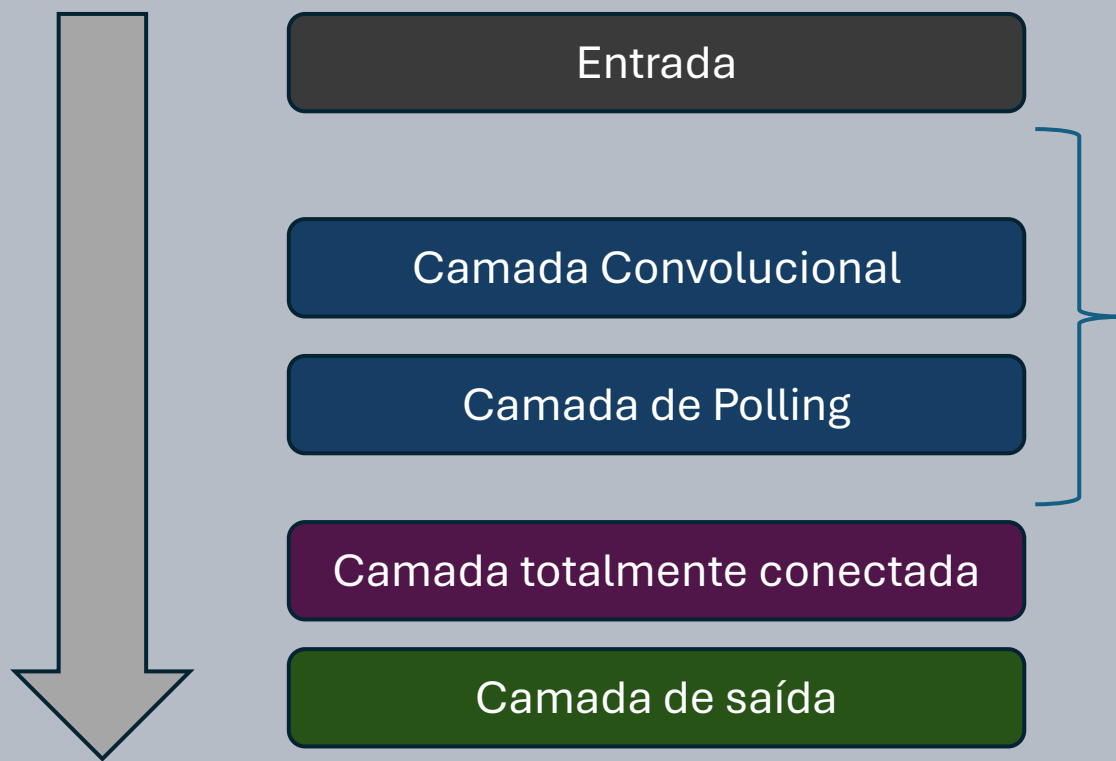 Entrada
Camada Convolucional
Camada de Polling
Camada totalmente conectada
Camada de saída